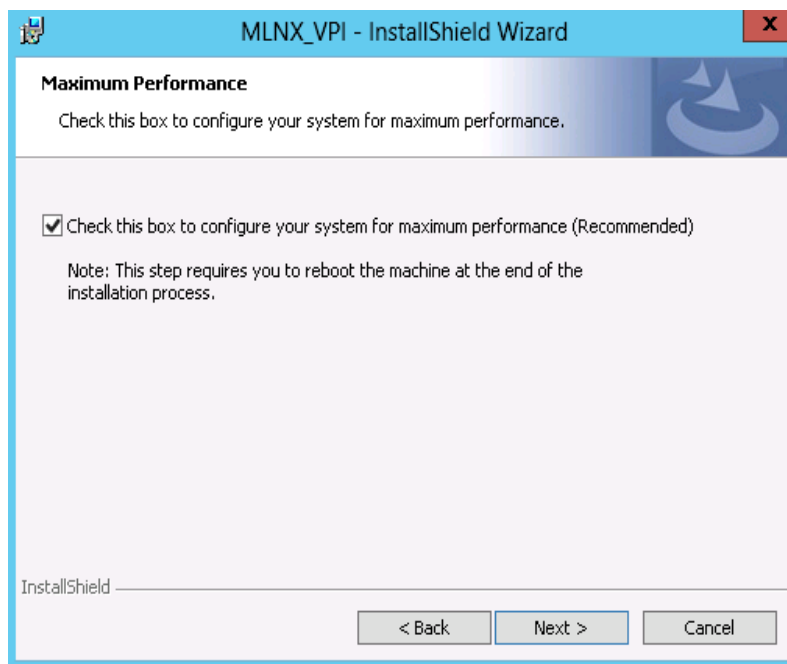 MLNX_VPI - InstallShield Wizard
x
Maximum Performance
Check this box to configure your system for maximum performance.
Check this box to configure your system for maximum performance (Recommended)
Note: This step requires you to reboot the machine at the end of the
installation process.
InstallShield
< Back Next > Cancel